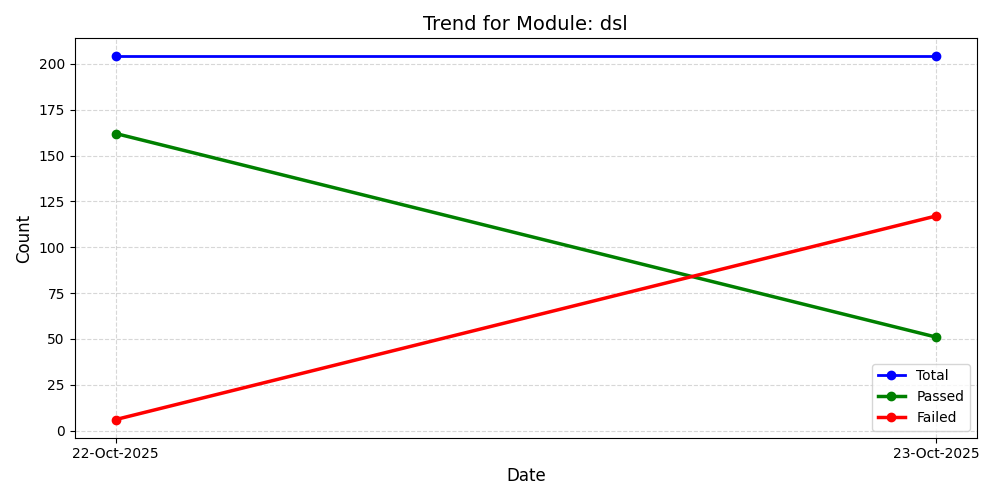 Trend for Module: dsl
Count
200
175
150
125
100
75
50
25
0
Total
Passed
Failed
22-Oct-2025
23-Oct-2025
Date